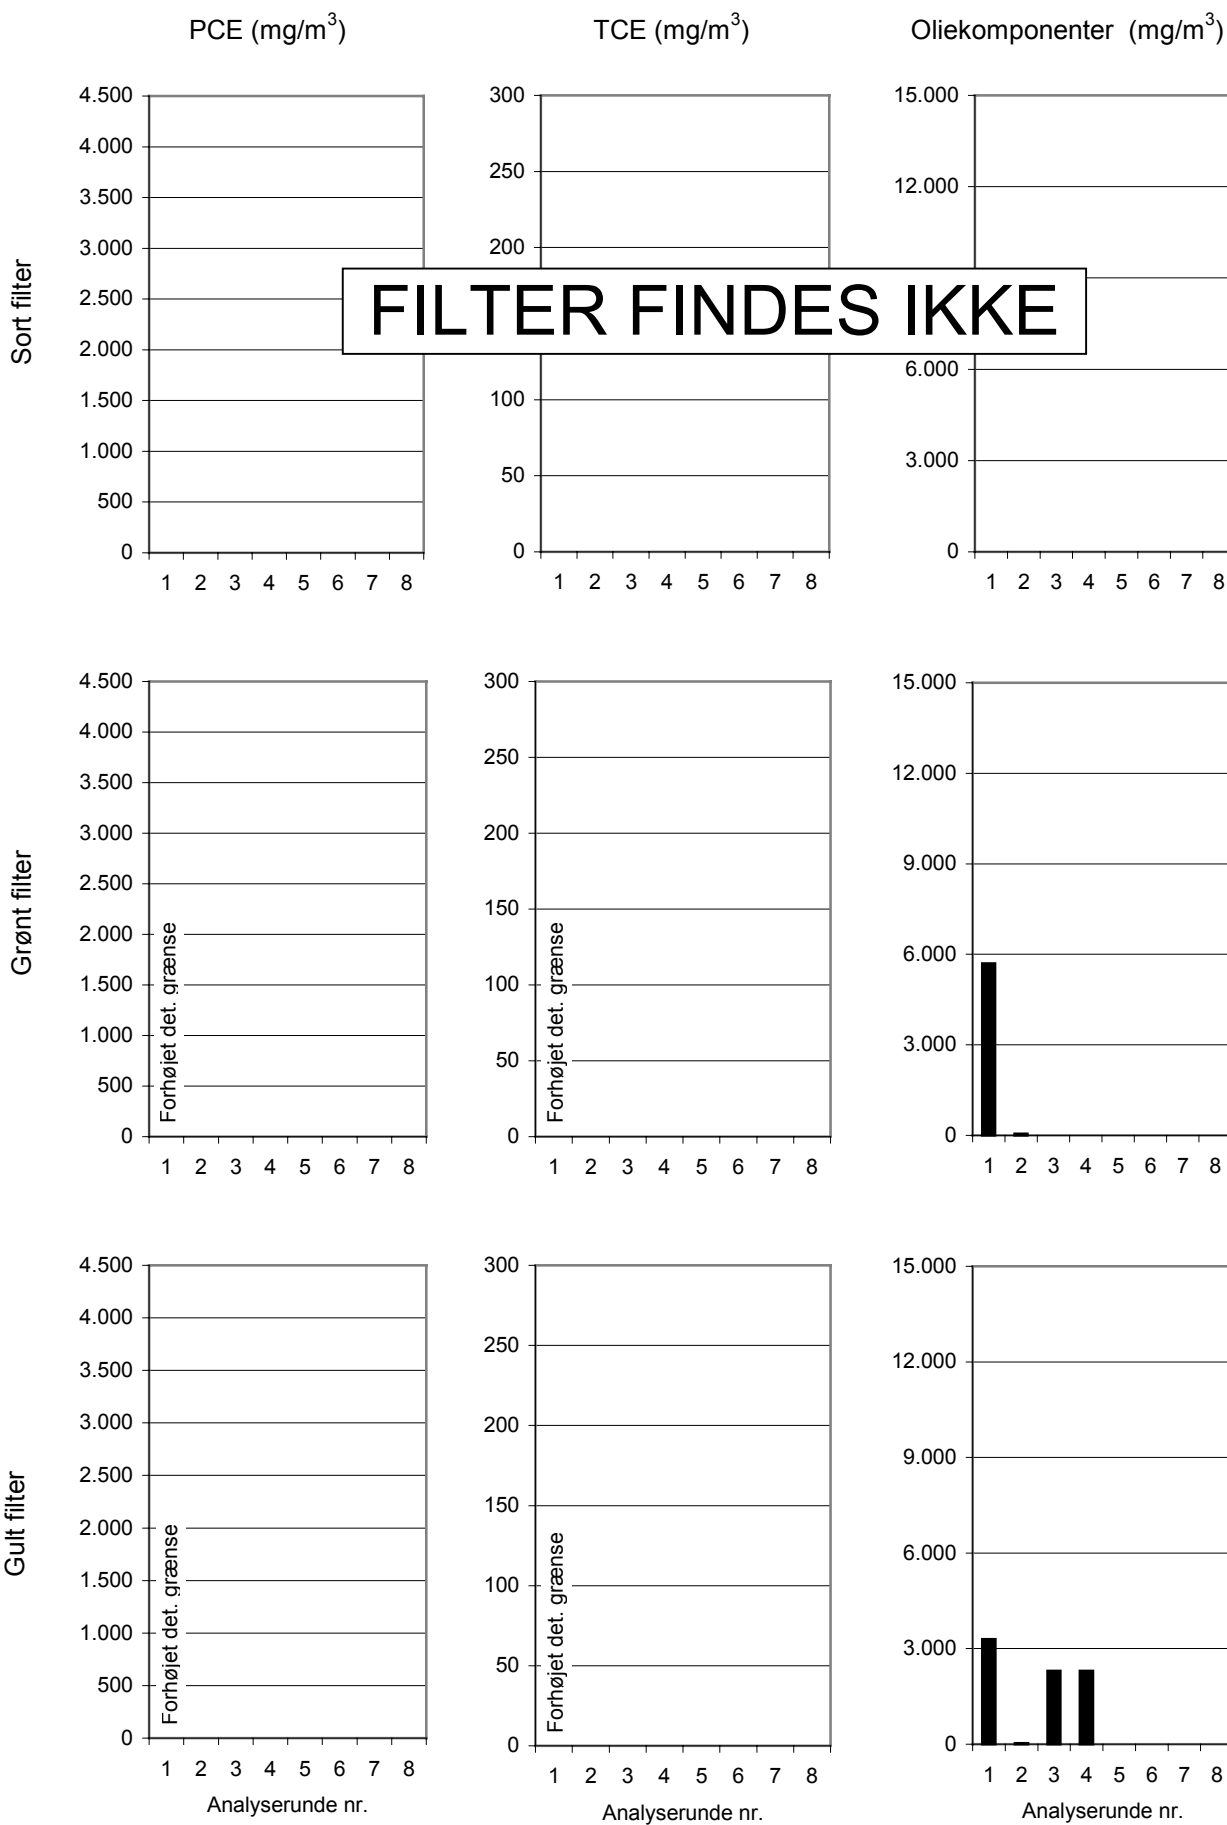 PCE (mg/m³)
TCE (mg/m³)
Oliekomponenter (mg/m³)
Sort filter
4.500
4.000
3.500
3.000
2.500
2.000
1.500
1.000
500
0
1 2 3 4 5 6 7 8
300
250
200
100
50
0
1 2 3 4 5 6 7 8
15.000
12.000
6.000
3.000
0
1 2 3 4 5 6 7 8
FILTER FINDES IKKE
Grønt filter
4.500
4.000
3.500
3.000
2.500
2.000
1.500
1.000
500
0
Forhøjet det. grænse
1 2 3 4 5 6 7 8
300
250
200
150
100
50
0
Forhøjet det. grænse
1 2 3 4 5 6 7 8
15.000
12.000
9.000
6.000
3.000
0
1 2 3 4 5 6 7 8
Gult filter
4.500
4.000
3.500
3.000
2.500
2.000
1.500
1.000
500
0
Forhøjet det. grænse
1 2 3 4 5 6 7 8
Analyserunde nr.
300
250
200
150
100
50
0
Forhøjet det. grænse
1 2 3 4 5 6 7 8
Analyserunde nr.
15.000
12.000
9.000
6.000
3.000
0
1 2 3 4 5 6 7 8
Analyserunde nr.